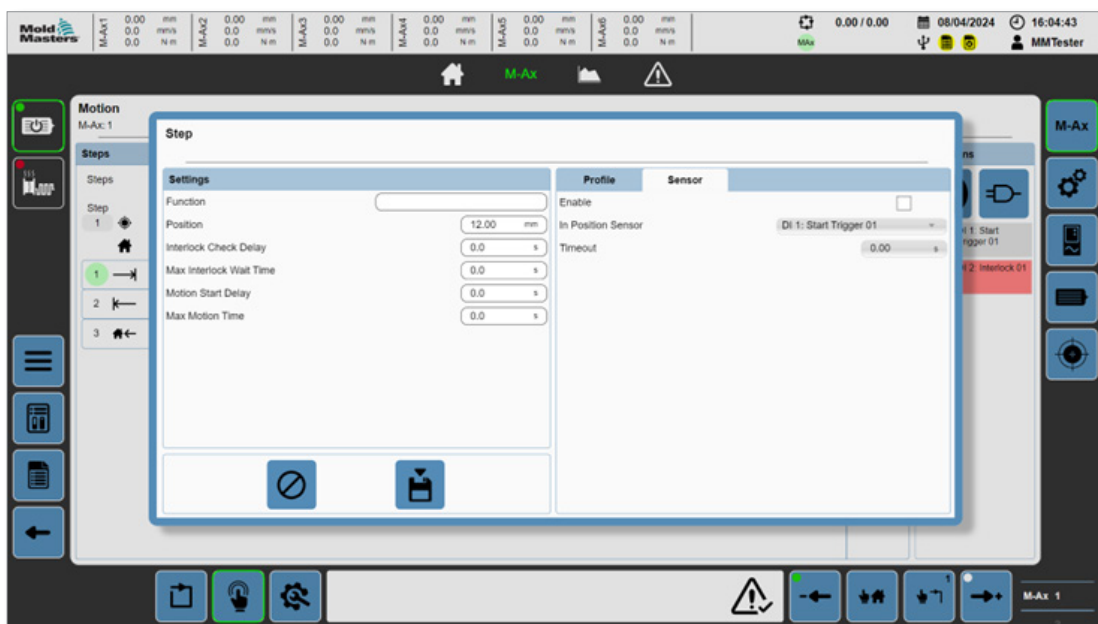 Mold
Masters
M-Ax1 0.00 mm
0.0 mm/s
0.0 N·m
M-Ax2 0.00 mm
0.0 mm/s
0.0 N·m
M-Ax3 0.00 mm
0.0 mm/s
0.0 N·m
M-Ax4 0.00 mm
0.0 mm/s
0.0 N·m
M-Ax5 0.00 mm
0.0 mm/s
0.0 N·m
M-Ax6 0.00 mm
0.0 mm/s
0.0 N·m
0.00 / 0.00
MAx
08/04/2024 16:04:43
MMTester
M-Ax
Motion
M-Ax: 1
Steps
Steps
Step
1
1
2
3
Step
Settings
Function
Position 12.00 mm
Interlock Check Delay 0.0 s
Max Interlock Wait Time 0.0 s
Motion Start Delay 0.0 s
Max Motion Time 0.0 s
Profile Sensor
Enable
In Position Sensor DI 1: Start Trigger 01
Timeout 0.00 s
ns
1: Start
rigger 01
2: Interlock 01
M-Ax
1
M-Ax 1